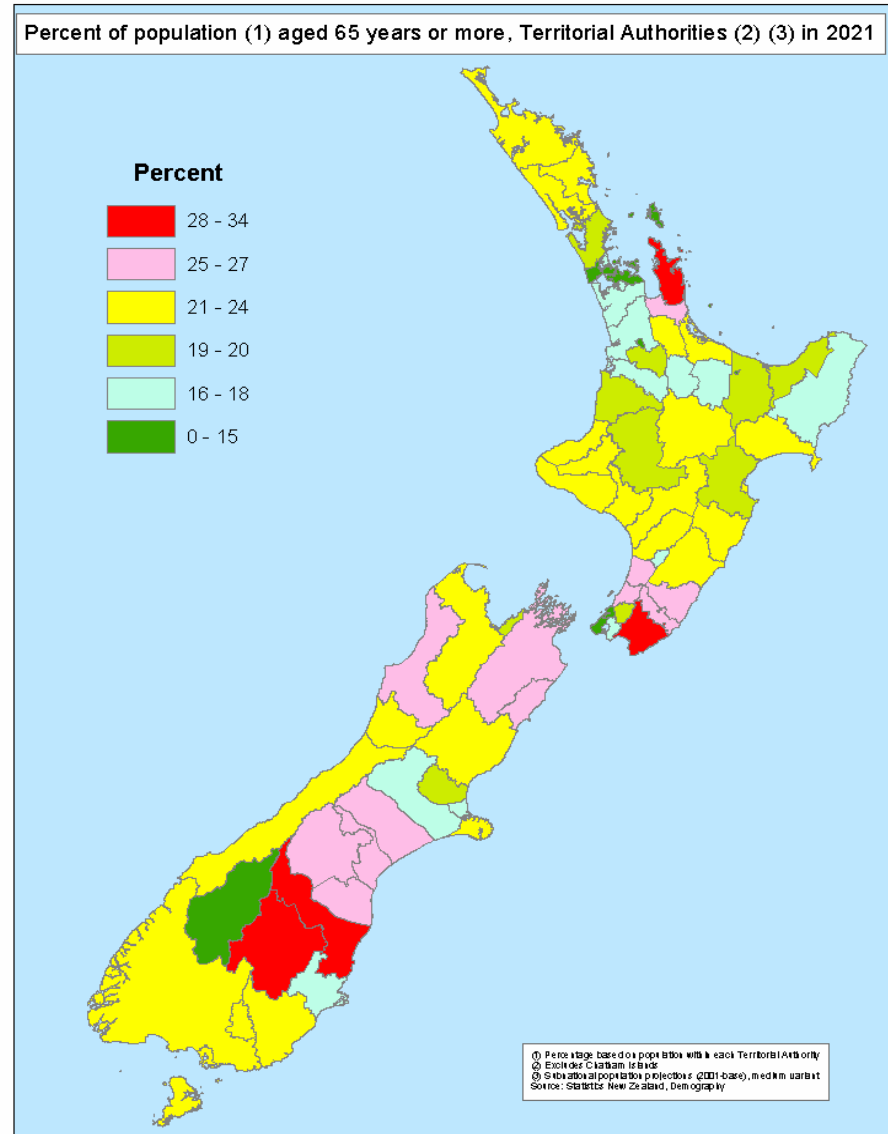 Percent of population (1) aged 65 years or more, Territorial Authorities (2) (3) in 2021
Percent
28 - 34
25 - 27
21 - 24
19 - 20
16 - 18
0 - 15
(1) Percentage based on population within each Territorial Authority
(2) Excludes Chatham Islands
(3) Subnational population projections (2001-base), medium variant
Source: Statistics New Zealand, Demography